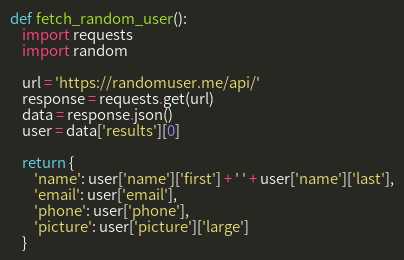 def fetch_random_user():
    import requests
    import random

    url = 'https://randomuser.me/api/'
    response = requests.get(url)
    data = response.json()
    user = data['results'][0]

    return {
        'name': user['name']['first'] + ' ' + user['name']['last'],
        'email': user['email'],
        'phone': user['phone'],
        'picture': user['picture']['large']
    }